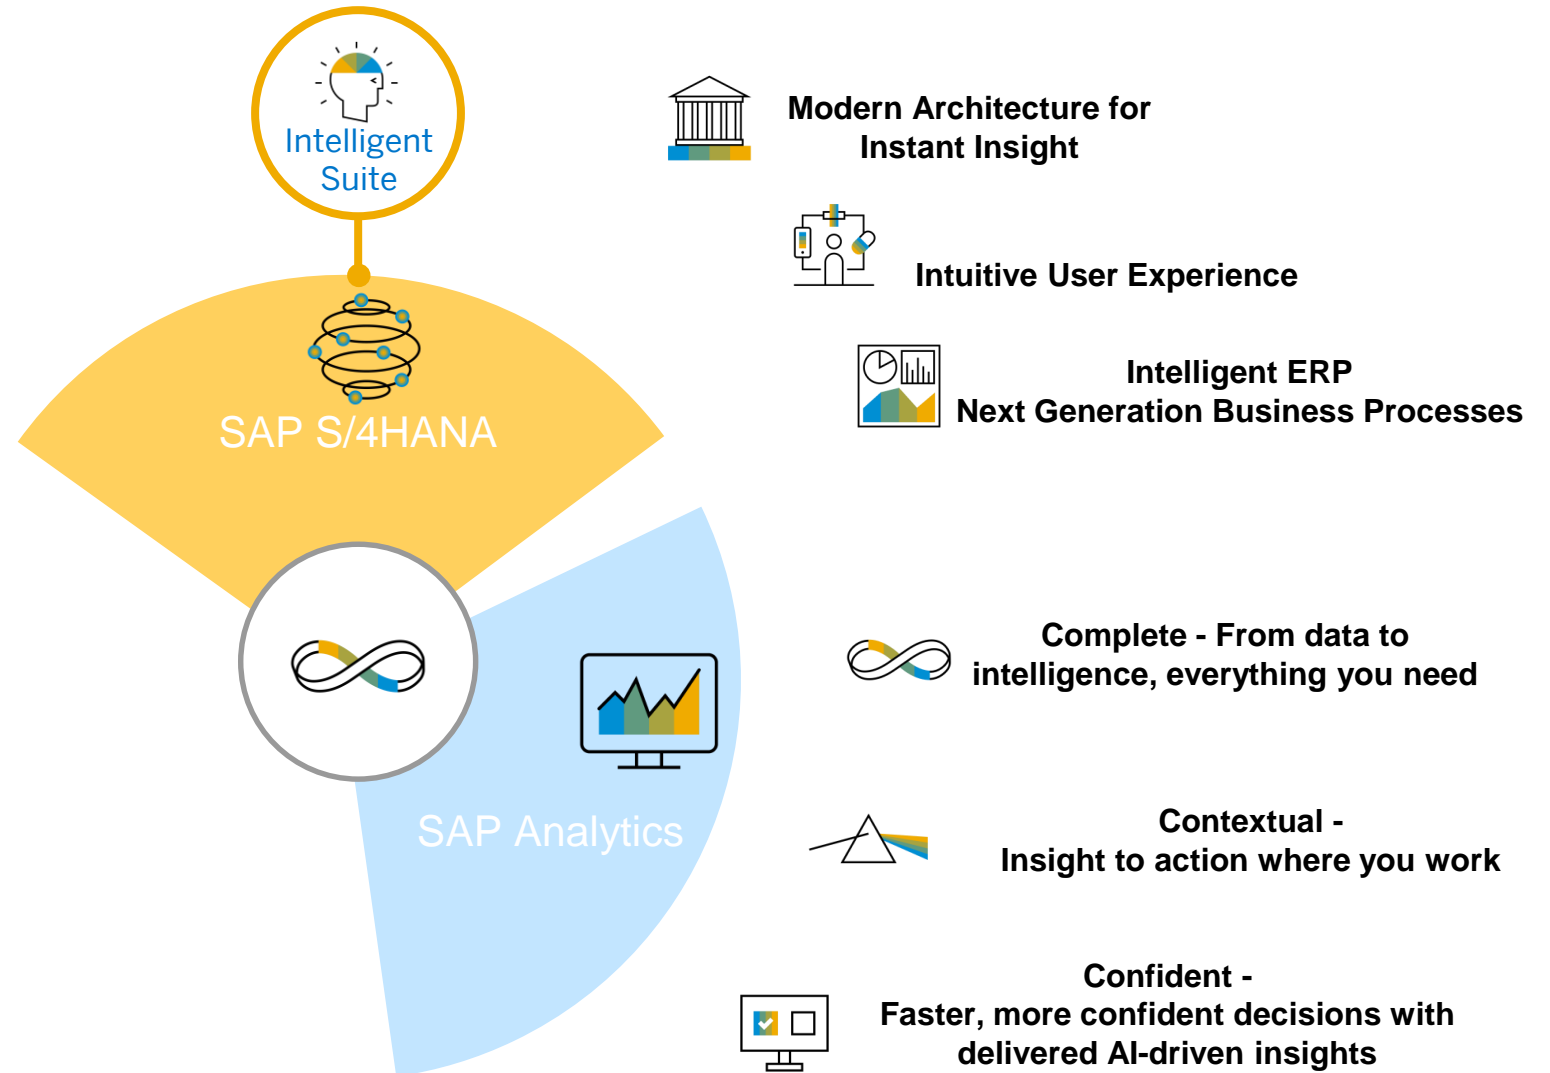 Intelligent
Suite
SAP S/4HANA
SAP Analytics
Modern Architecture for
Instant Insight
Intuitive User Experience
Intelligent ERP
Next Generation Business Processes
Complete - From data to
intelligence, everything you need
Contextual -
Insight to action where you work
Confident -
Faster, more confident decisions with
delivered AI-driven insights